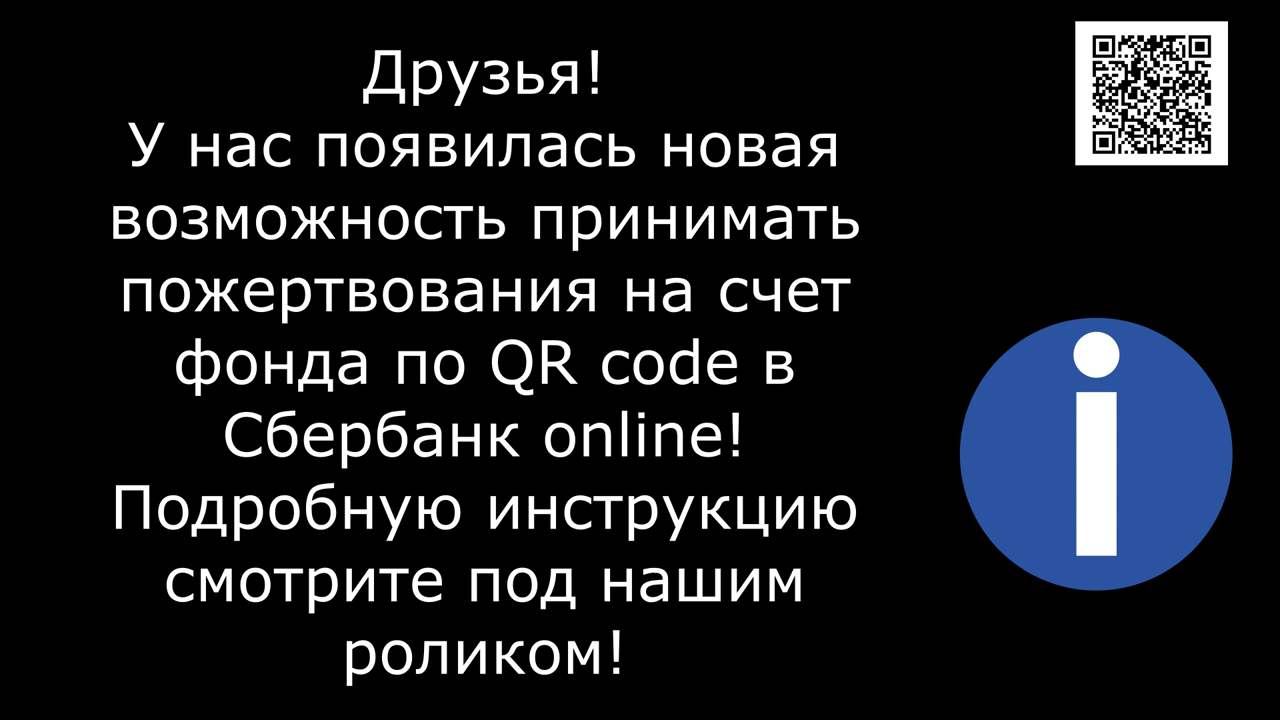 Друзья!
У нас появилась новая
возможность принимать
пожертвования на счет
фонда по QR code в
Сбербанк online!
Подробную инструкцию
смотрите под нашим
роликом!
i